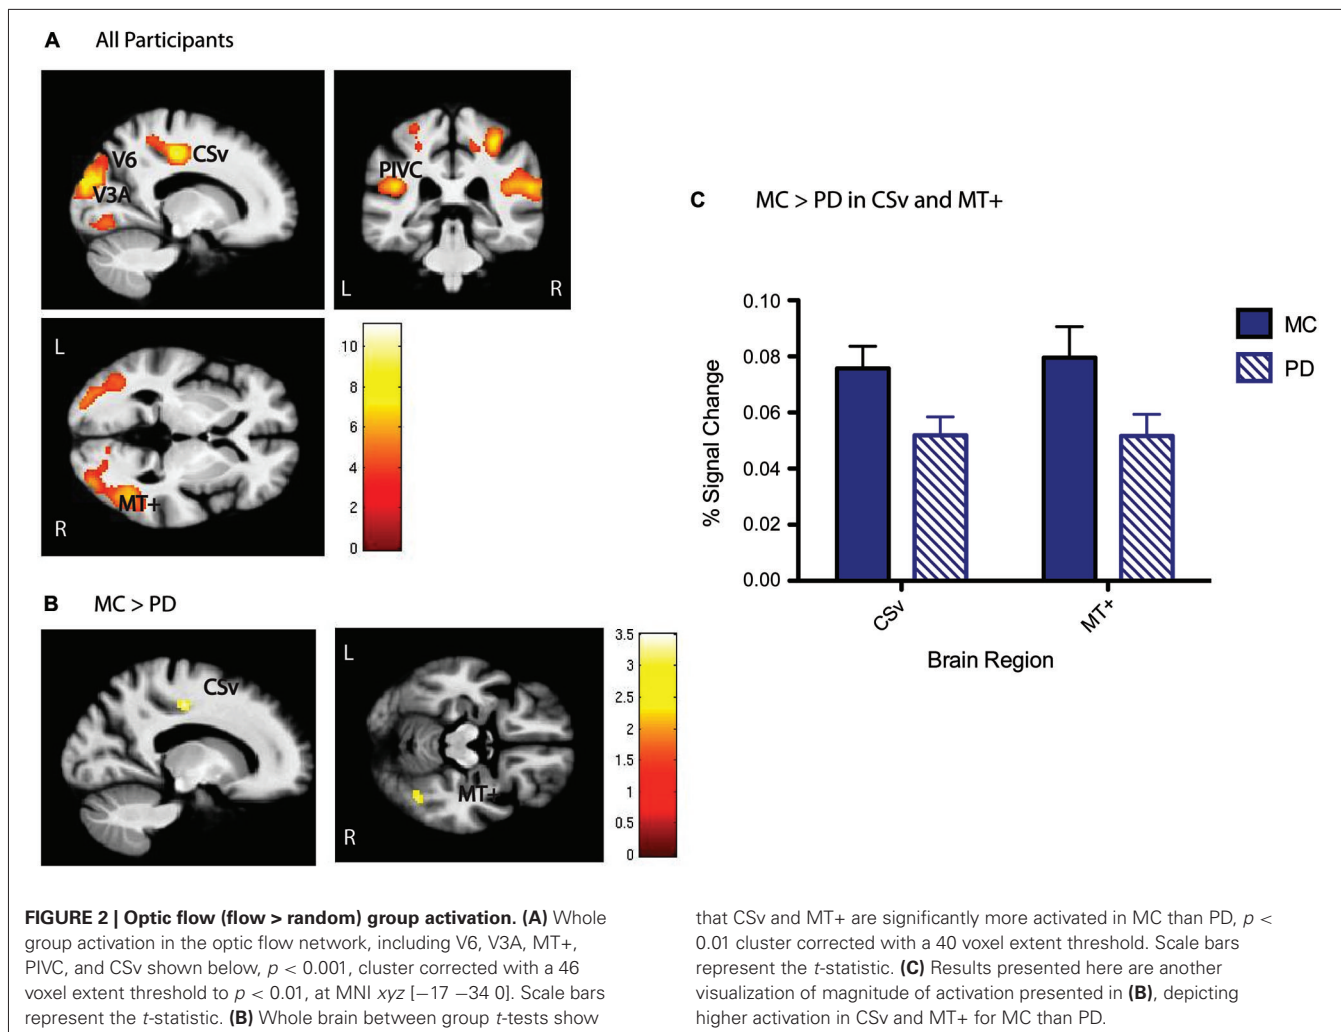 A All Participants
V6
CSv
V3A
PIVC
L R
L
MT+
R
10
8
6
4
2
0
B MC > PD
CSv
L
MT+
R
3.5
3
2.5
2
1.5
1
0.5
0
C MC > PD in CSv and MT+
% Signal Change
0.10
0.08
0.06
0.04
0.02
0.00
CSv
MT+
Brain Region
MC
PD
FIGURE 2 | Optic flow (flow > random) group activation. (A) Whole
group activation in the optic flow network, including V6, V3A, MT+,
PIVC, and CSv shown below, p < 0.001, cluster corrected with a 46
voxel extent threshold to p < 0.01, at MNI xyz [−17 −34 0]. Scale bars
represent the t-statistic. (B) Whole brain between group t-tests show
that CSv and MT+ are significantly more activated in MC than PD, p <
0.01 cluster corrected with a 40 voxel extent threshold. Scale bars
represent the t-statistic. (C) Results presented here are another
visualization of magnitude of activation presented in (B), depicting
higher activation in CSv and MT+ for MC than PD.